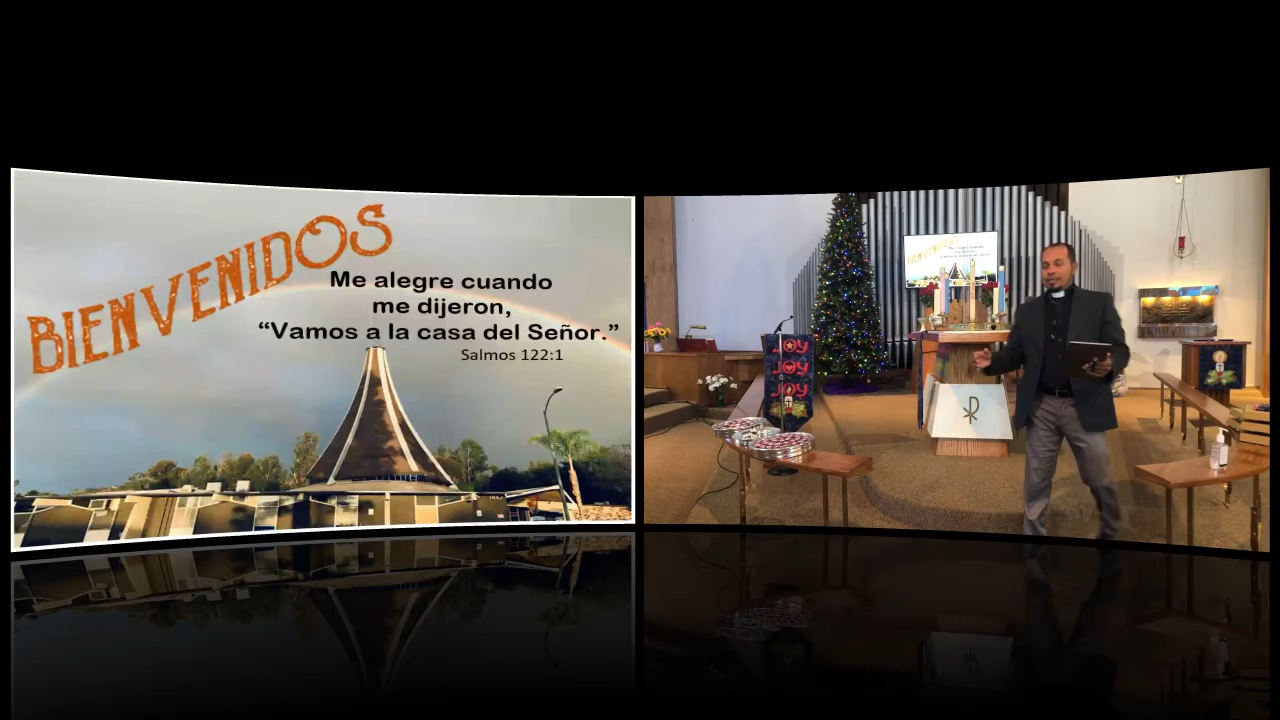 BIENVENIDOS
Me alegre cuando
me dijeron,
“Vamos a la casa del Señor.”
Salmos 122:1
JOY
JOY
JOY